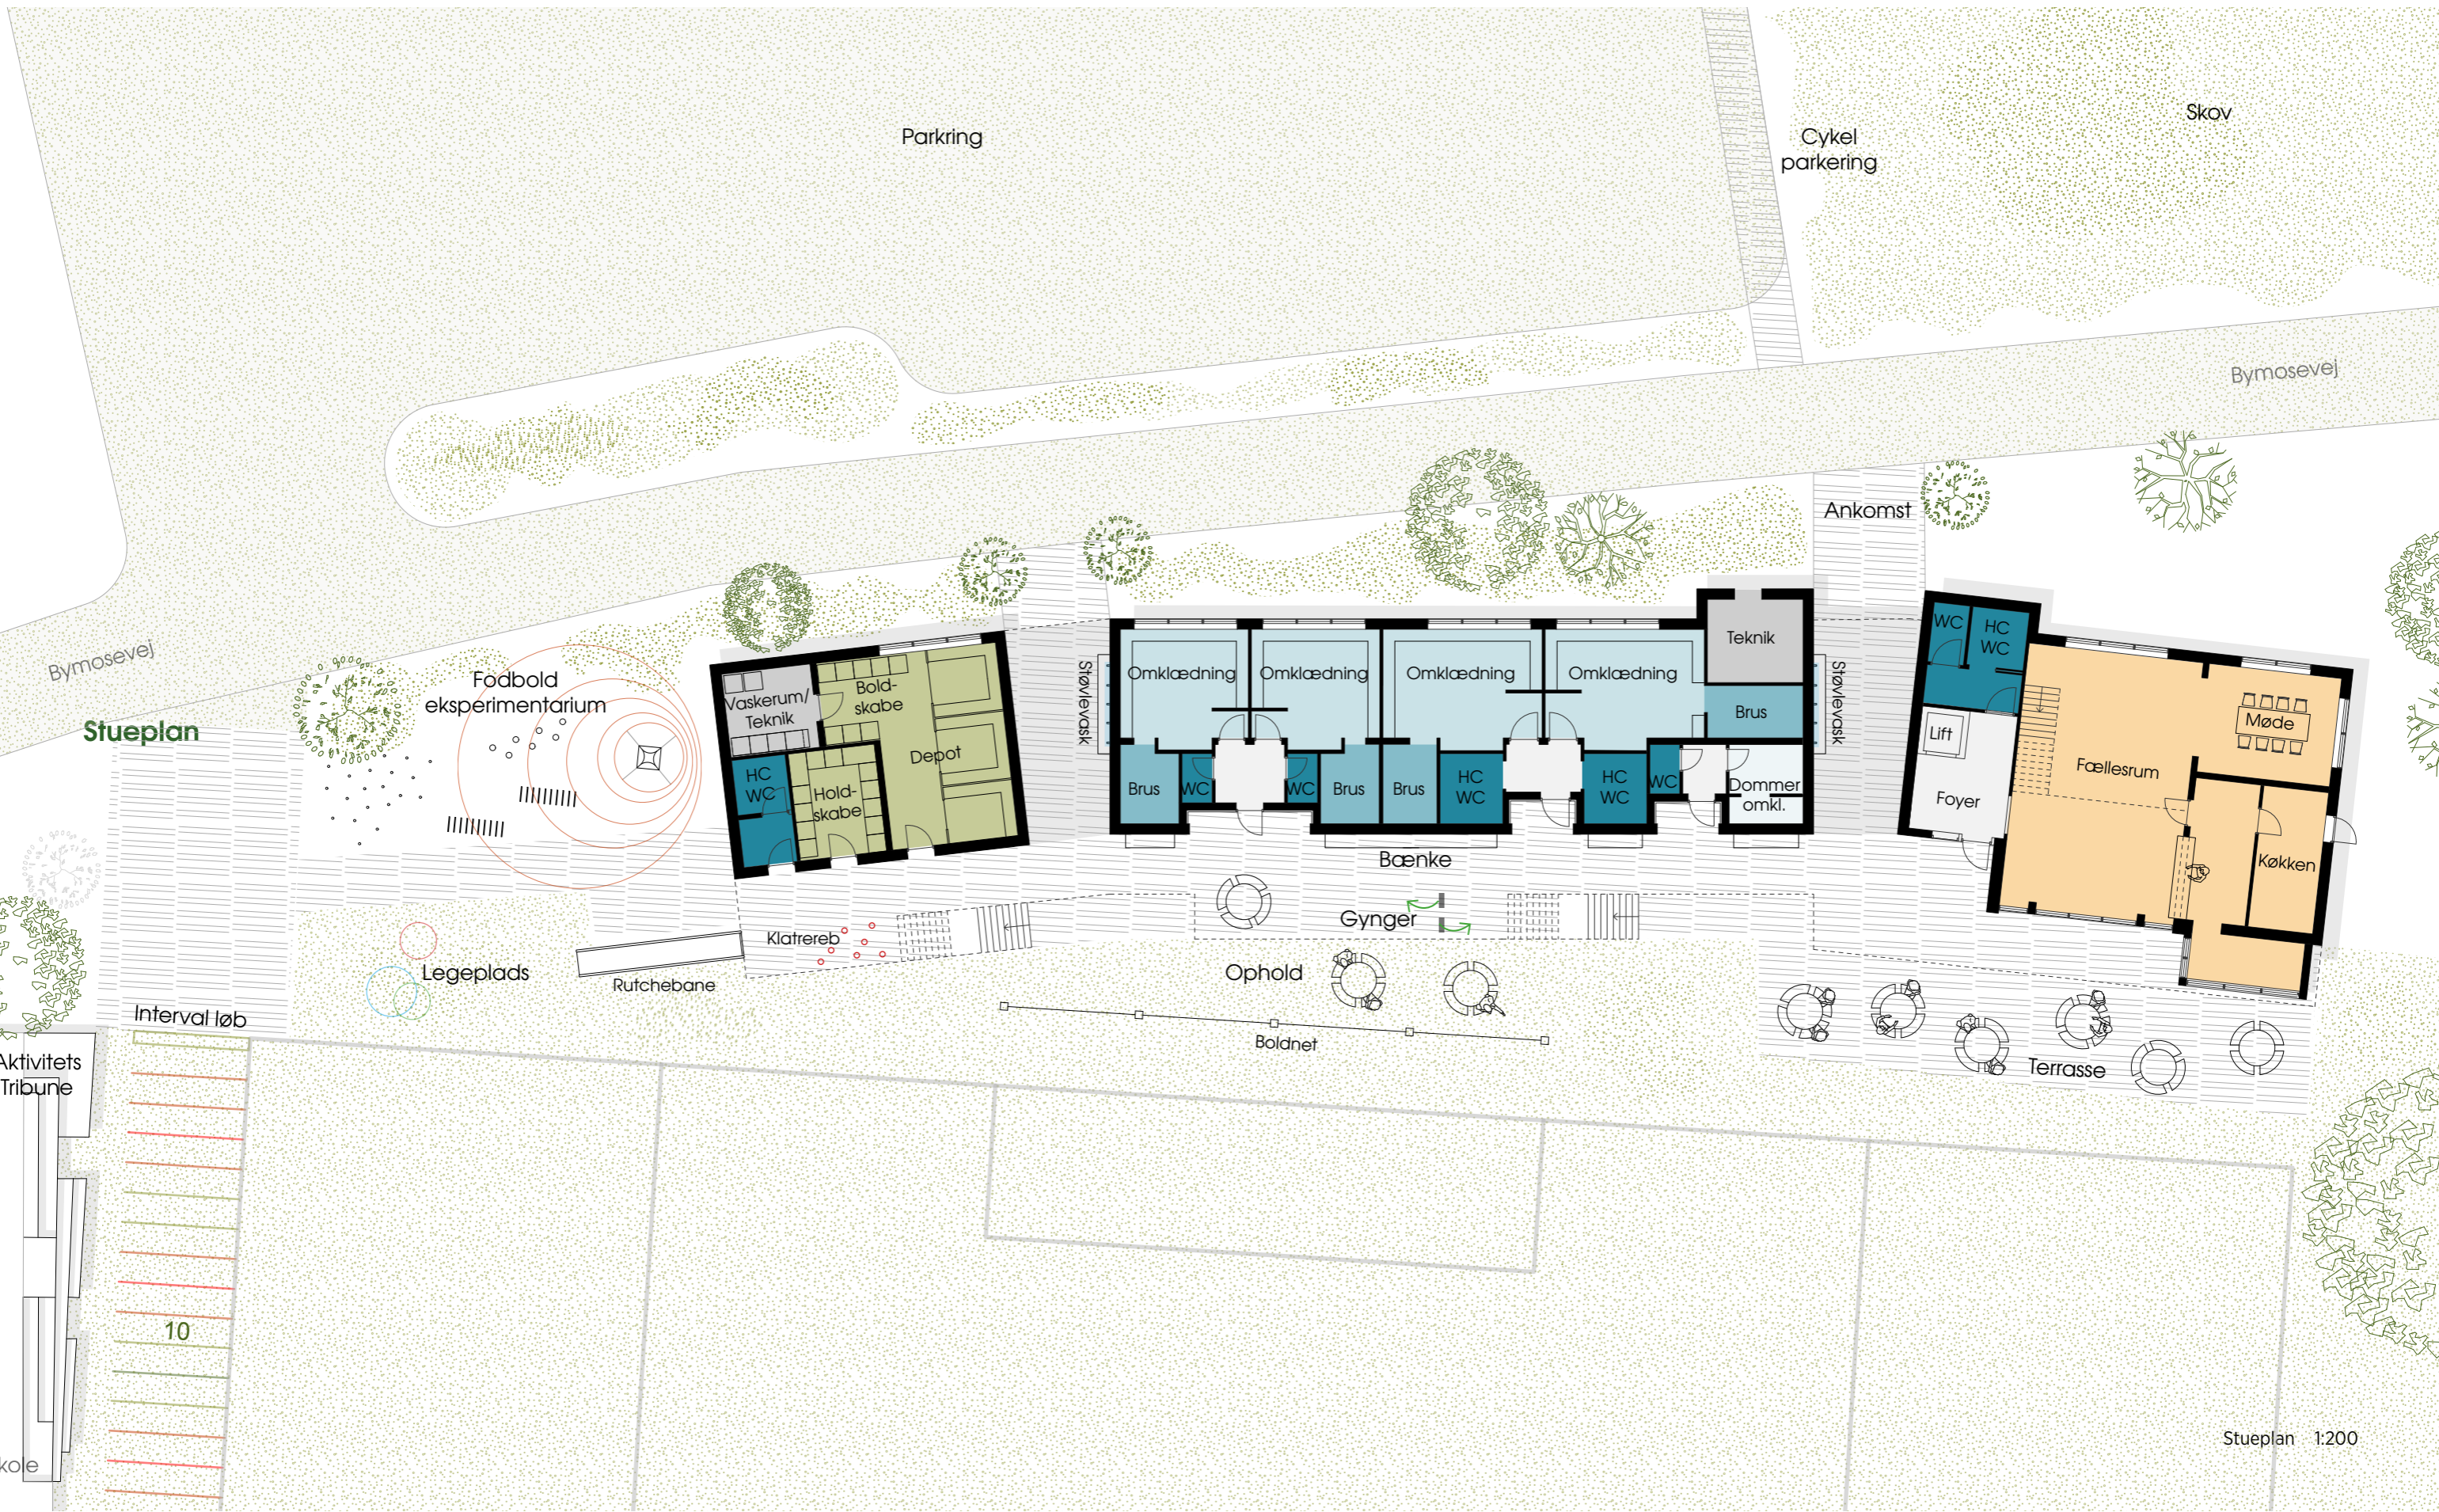 Parkring
Skov
Cykel
parkering
Bymosevej
Ankomst
Bymosevej
Stueplan
Fodbold
eksperimentarium
Vaskerum/
Teknik
Bold-
skabe
Depot
HC
WC
Hold-
skabe
Støvlevask
Omklædning
Omklædning
Omklædning
Omklædning
Teknik
Brus
Støvlevask
Brus
WC
WC
Brus
Brus
HC
WC
HC
WC
WC
Dommer
omkl.
WC
HC
WC
Lift
Foyer
Fællesrum
Møde
Køkken
Bænke
Gynger
Klatrereb
Legeplads
Rutchebane
Ophold
Boldnet
Terrasse
Interval løb
Aktivitets
Tribune
10
kole
Stueplan 1:200